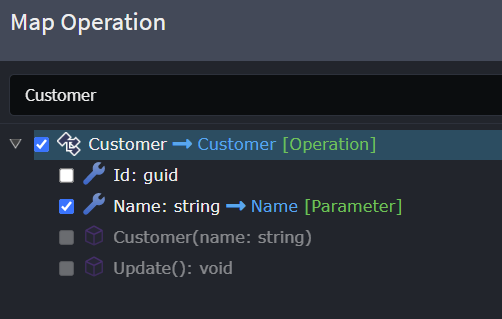 Map Operation
Customer
Customer → Customer [Operation]
Id: guid
Name: string → Name [Parameter]
Customer(name: string)
Update(): void